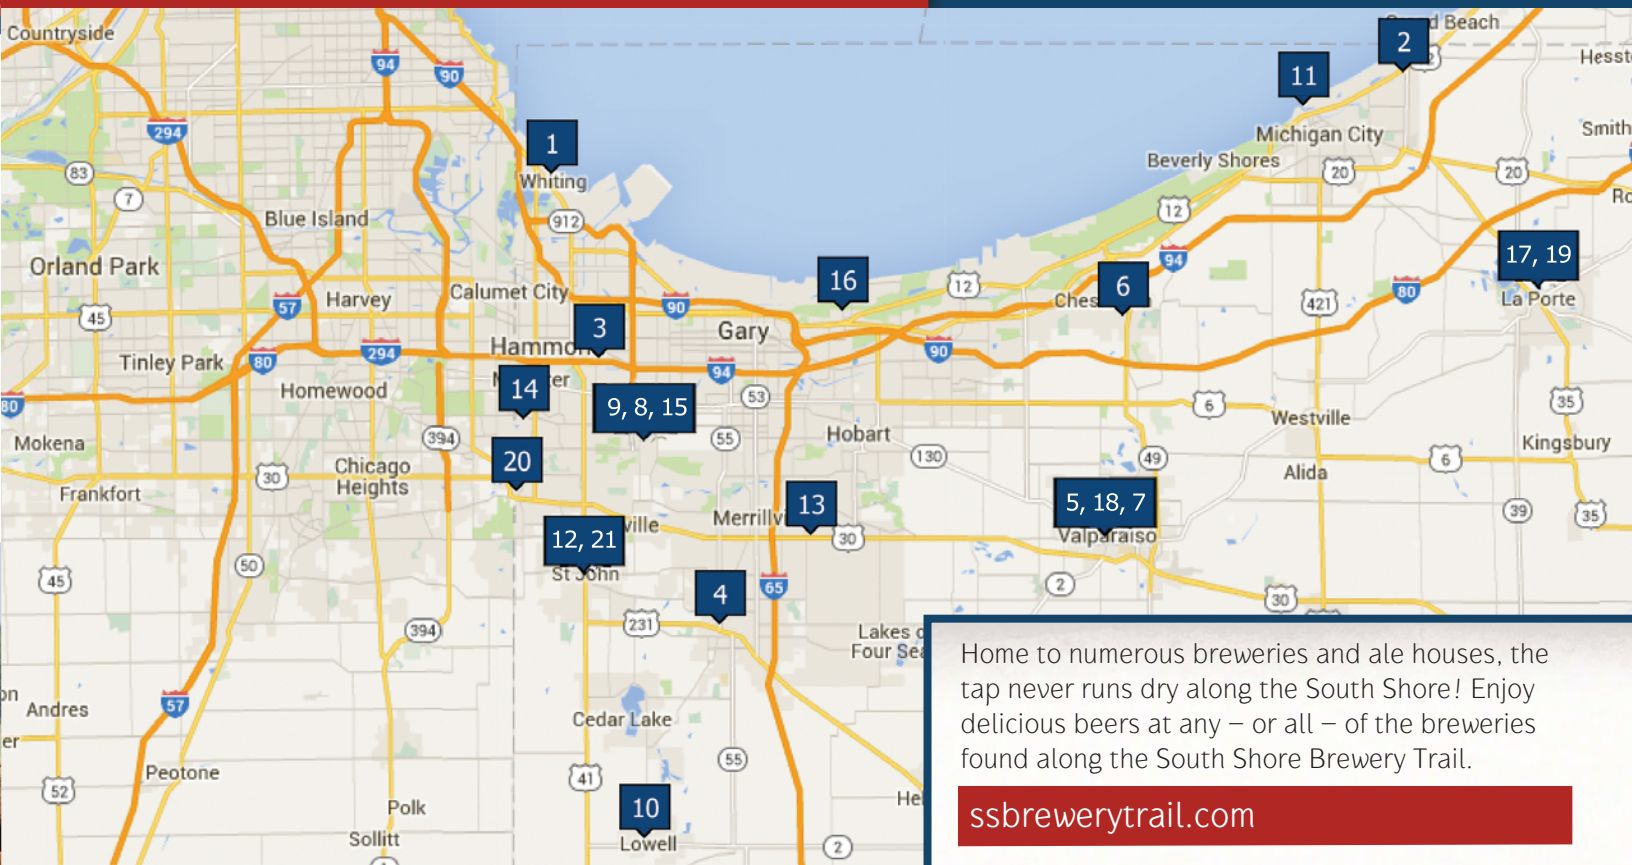 Countryside
d Beach
2
94
90
11
Hesst
294
1
Michigan City
Smith
Beverly Shores
83
Whiting
20
20
7
Blue Island
912
12
Ro
Orland Park
17, 19
94
16
6
Calumet City
12
80
57
Harvey
90
Ches
421
La Porte
45
3
Gary
Hammon
90
Tinley Park
80
294
94
14
ter
Homewood
53
80
9, 8, 15
6
35
Westville
Mokena
394
55
Hobart
Kingsbury
20
130
49
6
Chicago
Heights
30
Alida
Frankfort
13
5, 18, 7
39
35
12, 21
ville
Merrillvi
30
Valparaiso
50
St John
45
4
65
2
30
394
231
Lakes o
Four Sea
on
57
Andres
Cedar Lake
er
55
Peotone
41
52
10
Polk
He
Sollitt
Lowell
2
Home to numerous breweries and ale houses, the
tap never runs dry along the South Shore! Enjoy
delicious beers at any – or all – of the breweries
found along the South Shore Brewery Trail.
ssbrewerytrail.com